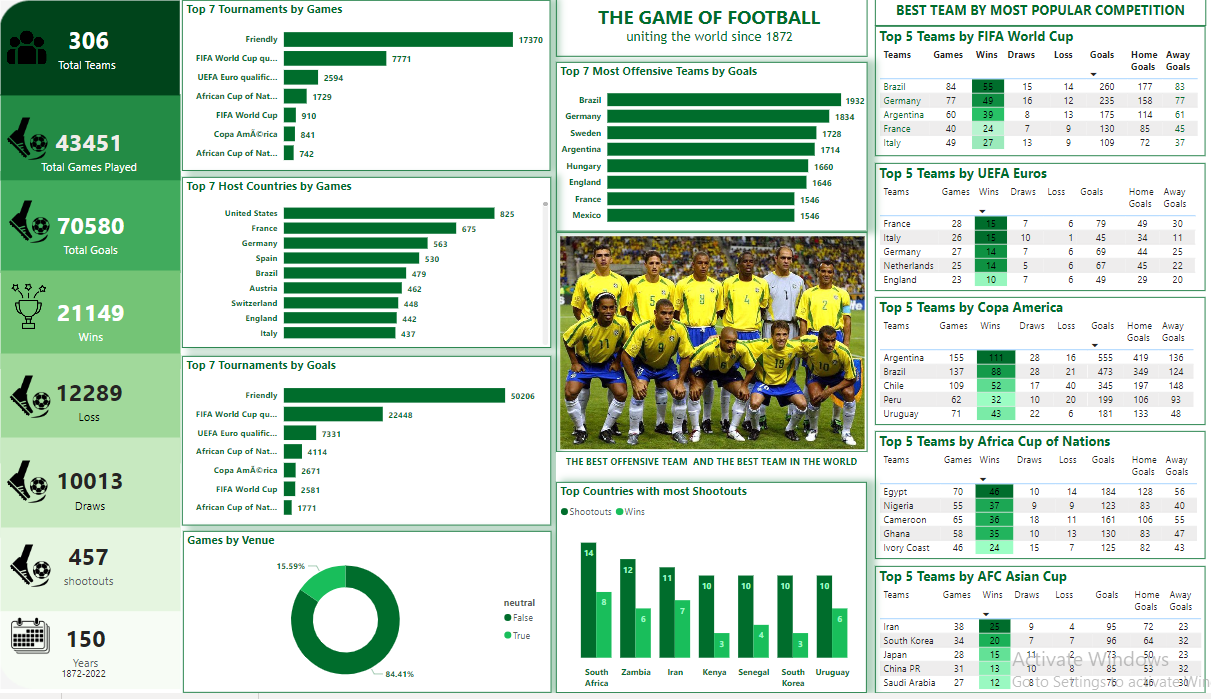 306
Total Teams
43451
Total Games Played
70580
Total Goals
21149
Wins
12289
Loss
10013
Draws
457
shootouts
150
Years
1872-2022
Top 7 Tournaments by Games
Friendly 17370
FIFA World Cup qu... 7771
UEFA Euro qualific... 2594
African Cup of Nat... 1729
FIFA World Cup 910
Copa AmÃ©rica 841
African Cup of Nat... 742
Top 7 Host Countries by Games
United States 825
France 675
Germany 563
Spain 530
Brazil 479
Austria 462
Switzerland 448
England 442
Italy 437
Top 7 Tournaments by Goals
Friendly 50206
FIFA World Cup qu... 22448
UEFA Euro qualific... 7331
African Cup of Nat... 4114
Copa AmÃ©rica 2671
FIFA World Cup 2581
African Cup of Nat... 1771
Games by Venue
15.59%
84.41%
neutral
False
True
THE GAME OF FOOTBALL
uniting the world since 1872
Top 7 Most Offensive Teams by Goals
Brazil 1932
Germany 1834
Sweden 1728
Argentina 1714
Hungary 1660
England 1646
France 1546
Mexico 1546
5 3 4 1 2
11 9 6 19 10
THE BEST OFFENSIVE TEAM AND THE BEST TEAM IN THE WORLD
Top Countries with most Shootouts
Shootouts Wins
14 8 12 6 11 7 10 3 10 4 10 3 10 6
South Africa Zambia Iran Kenya Senegal South Korea Uruguay
BEST TEAM BY MOST POPULAR COMPETITION
Top 5 Teams by FIFA World Cup
Teams Games Wins Draws Loss Goals Home Goals Away Goals
Brazil 84 55 15 14 260 177 83
Germany 77 49 16 12 235 158 77
Argentina 60 39 8 13 175 114 61
France 40 24 7 9 130 85 45
Italy 49 27 13 9 109 72 37
Top 5 Teams by UEFA Euros
Teams Games Wins Draws Loss Goals Home Goals Away Goals
France 28 15 7 6 79 49 30
Italy 26 15 10 1 45 34 11
Germany 27 14 7 6 69 44 25
Netherlands 25 14 5 6 67 45 22
England 23 10 7 6 49 29 20
Top 5 Teams by Copa America
Teams Games Wins Draws Loss Goals Home Goals Away Goals
Argentina 155 111 28 16 555 419 136
Brazil 137 88 28 21 473 349 124
Chile 109 52 17 40 345 197 148
Peru 62 32 10 20 199 106 93
Uruguay 71 43 22 6 181 133 48
Top 5 Teams by Africa Cup of Nations
Teams Games Wins Draws Loss Goals Home Goals Away Goals
Egypt 70 46 10 14 184 128 56
Nigeria 55 37 9 9 123 83 40
Cameroon 65 36 18 11 161 106 55
Ghana 58 35 10 13 130 83 47
Ivory Coast 46 24 15 7 125 82 43
Top 5 Teams by AFC Asian Cup
Teams Games Wins Draws Loss Goals Home Goals Away Goals
Iran 38 25 9 4 95 72 23
South Korea 34 20 7 7 96 64 32
Japan 28 15 11 2 73 50 23
China PR 31 13 10 8 85 53 32
Saudi Arabia 27 12 8 7 76 46 30
Activate Windows
Go to Settings to activate Win